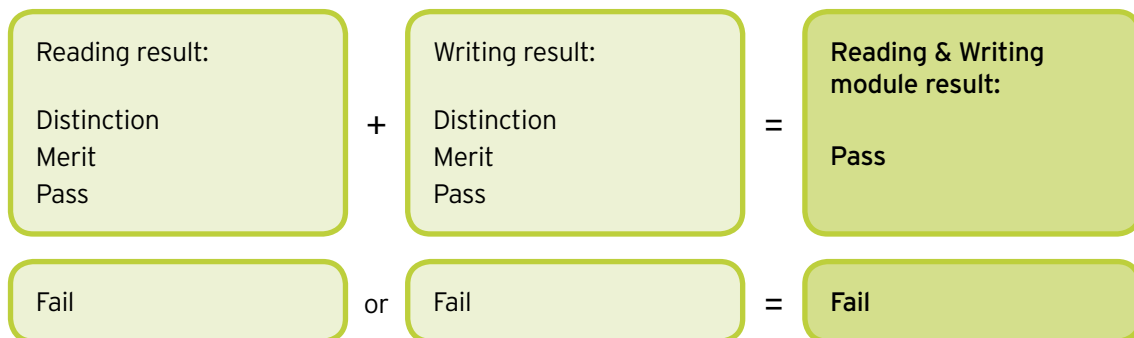 Reading result:
Distinction
Merit
Pass
+
Writing result:
Distinction
Merit
Pass
=
Reading & Writing
module result:
Pass
Fail
or
Fail
=
Fail